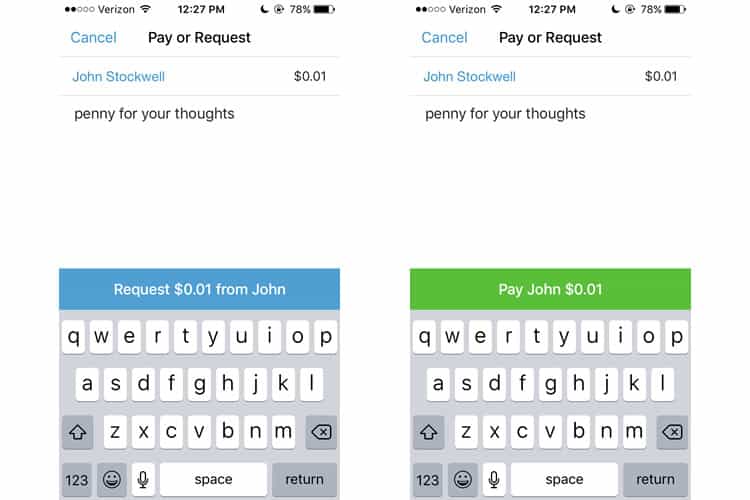 Verizon 12:27 PM 78%
Cancel Pay or Request
John Stockwell $0.01
penny for your thoughts
Request $0.01 from John
q w e r t y u i o p
a s d f g h j k l
z x c v b n m
123 space return
Verizon 12:27 PM 78%
Cancel Pay or Request
John Stockwell $0.01
penny for your thoughts
Pay John $0.01
q w e r t y u i o p
a s d f g h j k l
z x c v b n m
123 space return